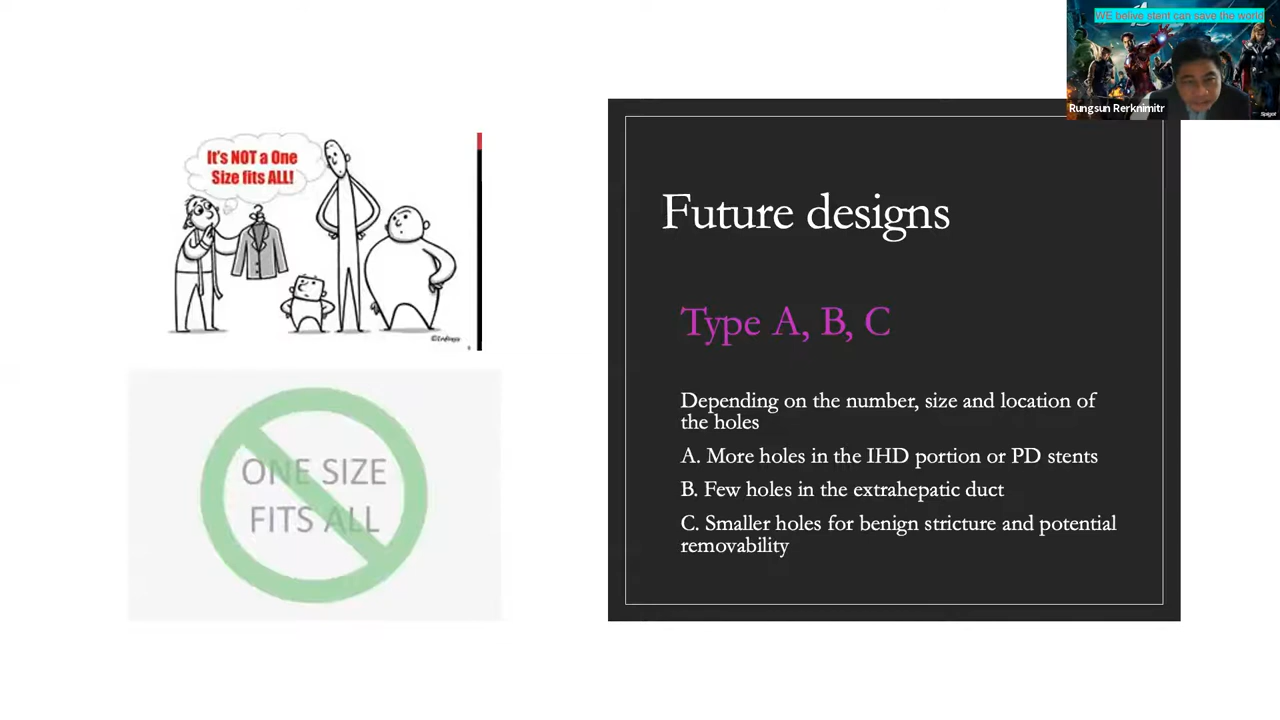 WE belive stent can save the world
Rungsun Rerknimitr
It's NOT a One
Size fits ALL!
ONE SIZE
FITS ALL
Future designs
Type A, B, C
Depending on the number, size and location of
the holes
A. More holes in the IHD portion or PD stents
B. Few holes in the extrahepatic duct
C. Smaller holes for benign stricture and potential
removability